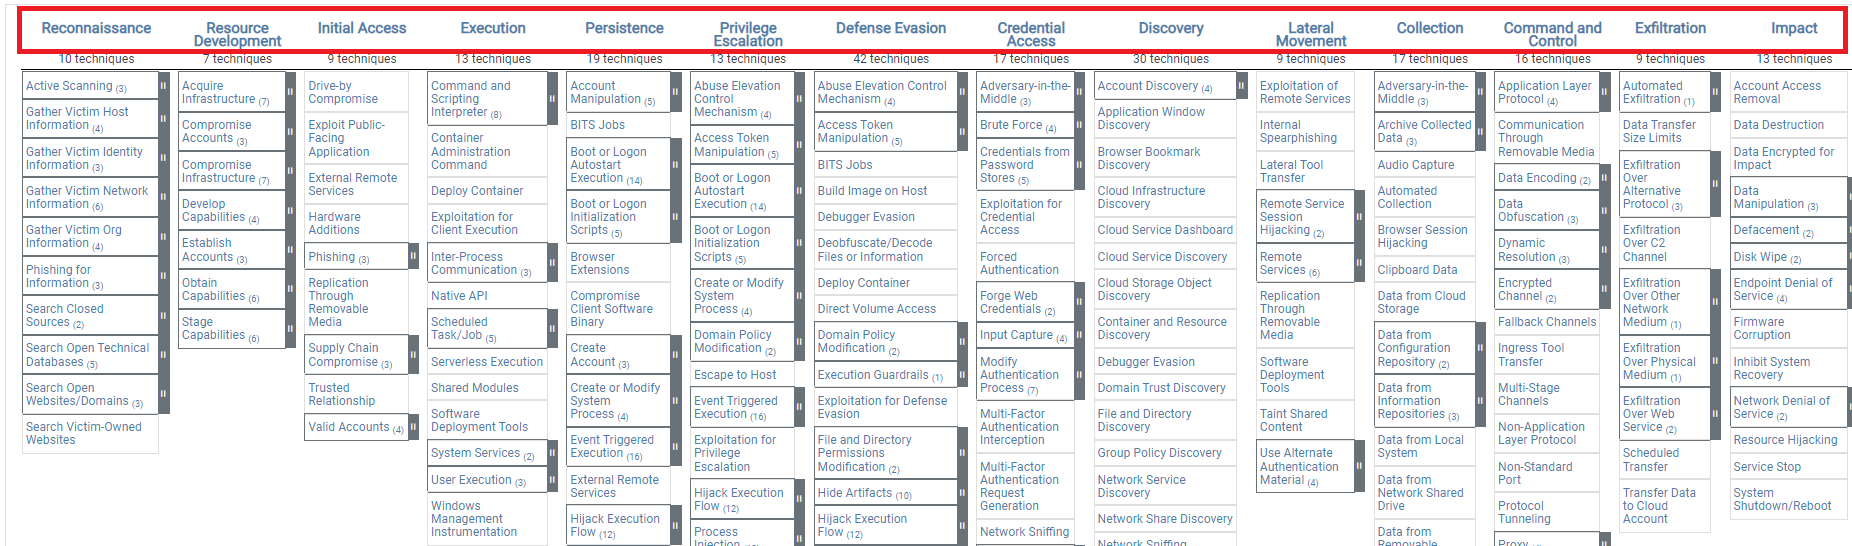 Reconnaissance
10 techniques
Active Scanning (3)
Gather Victim Host
Information (4)
Gather Victim Identity
Information (3)
Gather Victim Network
Information (6)
Gather Victim Org
Information (4)
Phishing for
Information (3)
Search Closed
Sources (2)
Search Open Technical
Databases (5)
Search Open
Websites/Domains (3)
Search Victim-Owned
Websites
Resource
Development
7 techniques
Acquire
Infrastructure (7)
Compromise
Accounts (3)
Compromise
Infrastructure (7)
Develop
Capabilities (4)
Establish
Accounts (3)
Obtain
Capabilities (6)
Stage
Capabilities (6)
Initial Access
9 techniques
Drive-by
Compromise
Exploit Public-
Facing
Application
External Remote
Services
Hardware
Additions
Phishing (3)
Replication
Through
Removable
Media
Supply Chain
Compromise (3)
Trusted
Relationship
Valid Accounts (4)
Execution
13 techniques
Command and
Scripting
Interpreter (8)
Container
Administration
Command
Deploy Container
Exploitation for
Client Execution
Inter-Process
Communication (3)
Native API
Scheduled
Task/Job (5)
Serverless Execution
Shared Modules
Software
Deployment Tools
System Services (2)
User Execution (3)
Windows
Management
Instrumentation
Persistence
19 techniques
Account
Manipulation (5)
BITS Jobs
Boot or Logon
Autostart
Execution (14)
Boot or Logon
Initialization
Scripts (5)
Browser
Extensions
Compromise
Client Software
Binary
Create
Account (3)
Create or Modify
System
Process (4)
Event Triggered
Execution (16)
External Remote
Services
Hijack Execution
Flow (12)
Privilege
Escalation
13 techniques
Abuse Elevation
Control
Mechanism (4)
Access Token
Manipulation (5)
Boot or Logon
Autostart
Execution (14)
Boot or Logon
Initialization
Scripts (5)
Create or Modify
System
Process (4)
Domain Policy
Modification (2)
Escape to Host
Event Triggered
Execution (16)
Exploitation for
Privilege
Escalation
Hijack Execution
Flow (12)
Process
Injection
Defense Evasion
42 techniques
Abuse Elevation Control
Mechanism (4)
Access Token
Manipulation (5)
BITS Jobs
Build Image on Host
Debugger Evasion
Deobfuscate/Decode
Files or Information
Deploy Container
Direct Volume Access
Domain Policy
Modification (2)
Execution Guardrails (1)
Exploitation for Defense
Evasion
File and Directory
Permissions
Modification (2)
Hide Artifacts (10)
Hijack Execution
Flow (12)
Credential
Access
17 techniques
Adversary-in-the-
Middle (3)
Brute Force (4)
Credentials from
Password
Stores (5)
Exploitation for
Credential
Access
Forced
Authentication
Forge Web
Credentials (2)
Input Capture (4)
Modify
Authentication
Process (7)
Multi-Factor
Authentication
Interception
Multi-Factor
Authentication
Request
Generation
Network Sniffing
Discovery
30 techniques
Account Discovery (4)
Application Window
Discovery
Browser Bookmark
Discovery
Cloud Infrastructure
Discovery
Cloud Service Dashboard
Cloud Service Discovery
Cloud Storage Object
Discovery
Container and Resource
Discovery
Debugger Evasion
Domain Trust Discovery
File and Directory
Discovery
Group Policy Discovery
Network Service
Discovery
Network Share Discovery
Network Sniffing
Lateral
Movement
9 techniques
Exploitation of
Remote Services
Internal
Spearphishing
Lateral Tool
Transfer
Remote Service
Session
Hijacking (2)
Remote
Services (6)
Replication
Through
Removable
Media
Software
Deployment
Tools
Taint Shared
Content
Use Alternate
Authentication
Material (4)
Collection
17 techniques
Adversary-in-the-
Middle (3)
Archive Collected
Data (3)
Audio Capture
Automated
Collection
Browser Session
Hijacking
Clipboard Data
Data from Cloud
Storage
Data from
Configuration
Repository (2)
Data from
Information
Repositories (3)
Data from Local
System
Data from
Network Shared
Drive
Data from
Removable
Command and
Control
16 techniques
Application Layer
Protocol (4)
Communication
Through
Removable Media
Data Encoding (2)
Data
Obfuscation (3)
Dynamic
Resolution (3)
Encrypted
Channel (2)
Fallback Channels
Ingress Tool
Transfer
Multi-Stage
Channels
Non-Application
Layer Protocol
Non-Standard
Port
Protocol
Tunneling
Proxy
Exfiltration
9 techniques
Automated
Exfiltration (1)
Data Transfer
Size Limits
Exfiltration
Over
Alternative
Protocol (3)
Exfiltration
Over C2
Channel
Exfiltration
Over Other
Network
Medium (1)
Exfiltration
Over Physical
Medium (1)
Exfiltration
Over Web
Service (2)
Scheduled
Transfer
Transfer Data
to Cloud
Account
Impact
13 techniques
Account Access
Removal
Data Destruction
Data Encrypted for
Impact
Data
Manipulation (3)
Defacement (2)
Disk Wipe (2)
Endpoint Denial of
Service (4)
Firmware
Corruption
Inhibit System
Recovery
Network Denial of
Service (2)
Resource Hijacking
Service Stop
System
Shutdown/Reboot